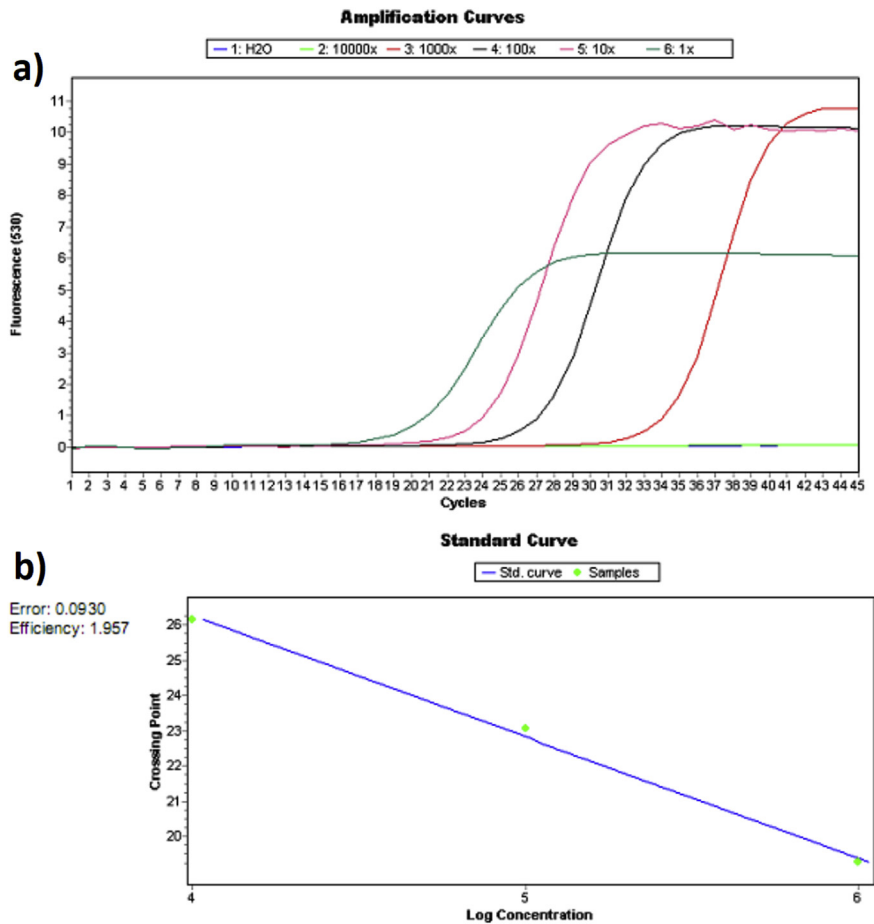 Amplification Curves
1: H2O 2: 10000x 3: 1000x 4: 100x 5: 10x 6: 1x
a)
11
10
9
8
7
6
5
4
3
2
1
0
Fluorescence (530)
1 2 3 4 5 6 7 8 9 10 11 12 13 14 15 16 17 18 19 20 21 22 23 24 25 26 27 28 29 30 31 32 33 34 35 36 37 38 39 40 41 42 43 44 45
Cycles
Standard Curve
b)
Std. curve Samples
Error: 0.0930
Efficiency: 1.957
26
25
24
23
22
21
20
Crossing Point
4 5 6
Log Concentration